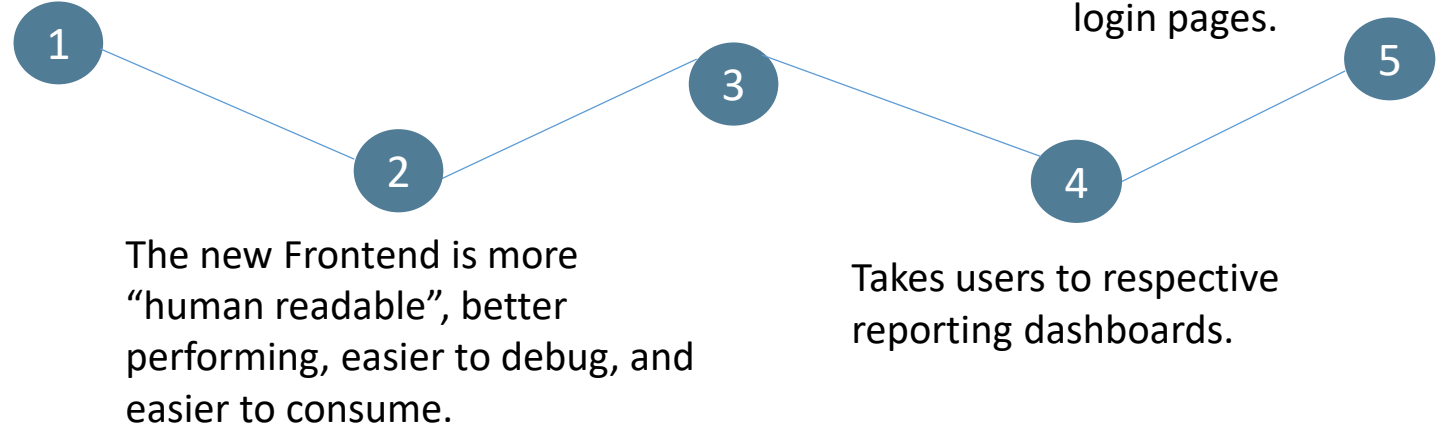 login pages.
1
5
3
2
4
The new Frontend is more
“human readable”, better
performing, easier to debug, and
easier to consume.
Takes users to respective
reporting dashboards.